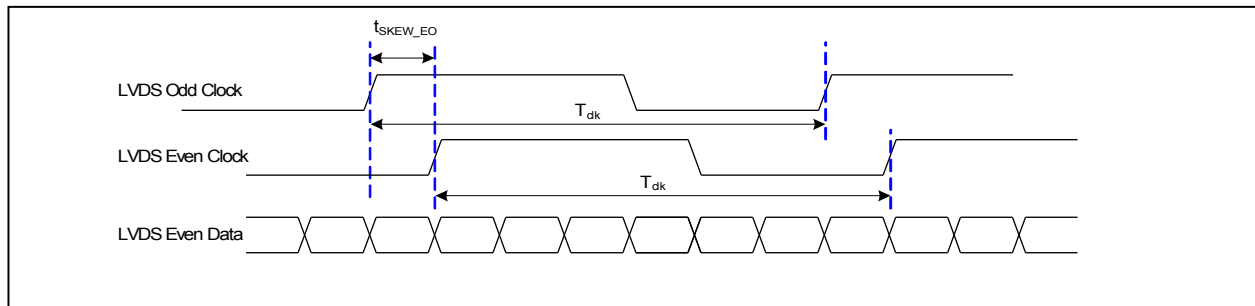 tSKEW_EO
LVDS Odd Clock
Tdk
LVDS Even Clock
Tdk
LVDS Even Data